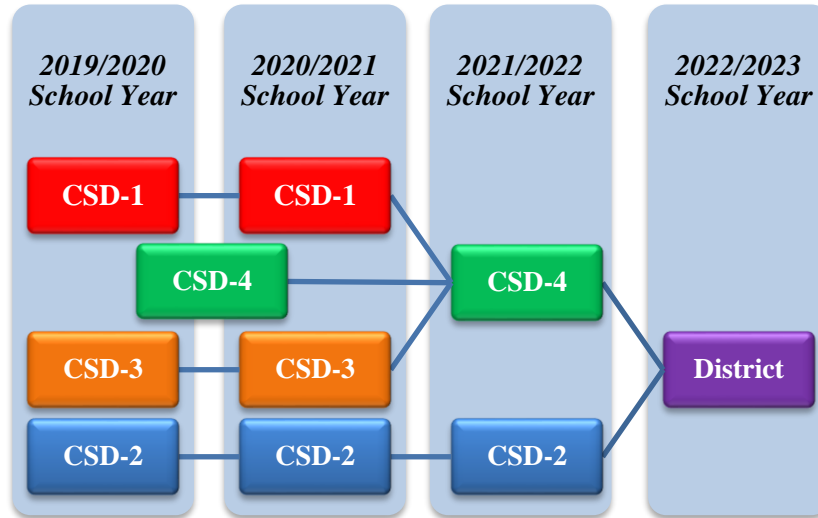 2019/2020
School Year
2020/2021
School Year
2021/2022
School Year
2022/2023
School Year
CSD-1
CSD-1
CSD-4
CSD-4
CSD-3
CSD-3
District
CSD-2
CSD-2
CSD-2